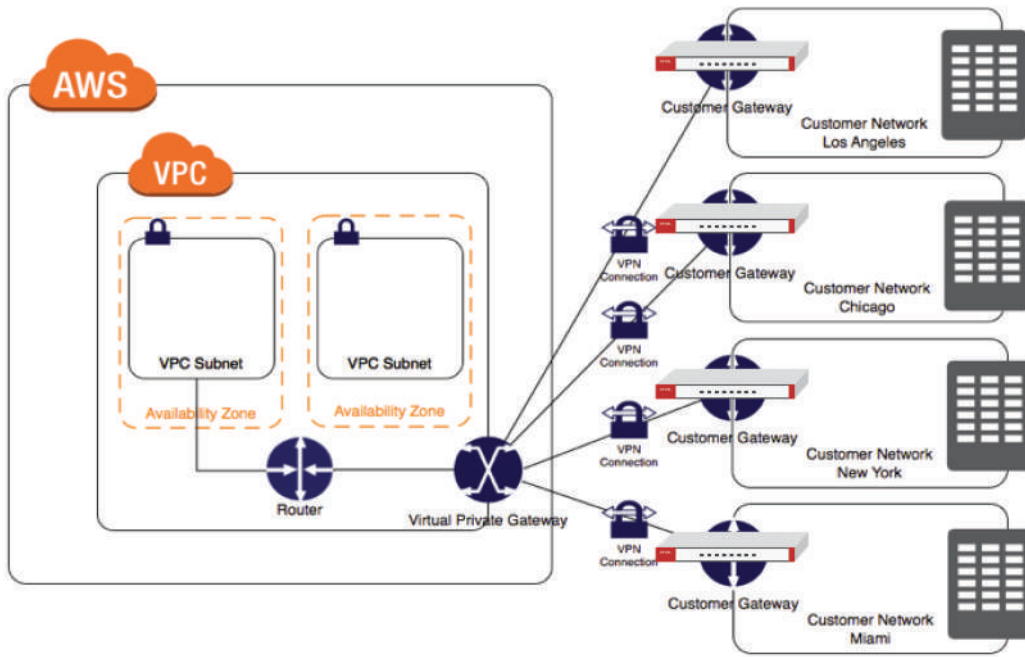 AWS
VPC
VPC Subnet
Availability Zone
VPC Subnet
Availability Zone
Router
Virtual Private Gateway
VPN
Connection
VPN
Connection
VPN
Connection
VPN
Connection
Customer Gateway
Customer Network
Los Angeles
Customer Gateway
Customer Network
Chicago
Customer Gateway
Customer Network
New York
Customer Gateway
Customer Network
Miami